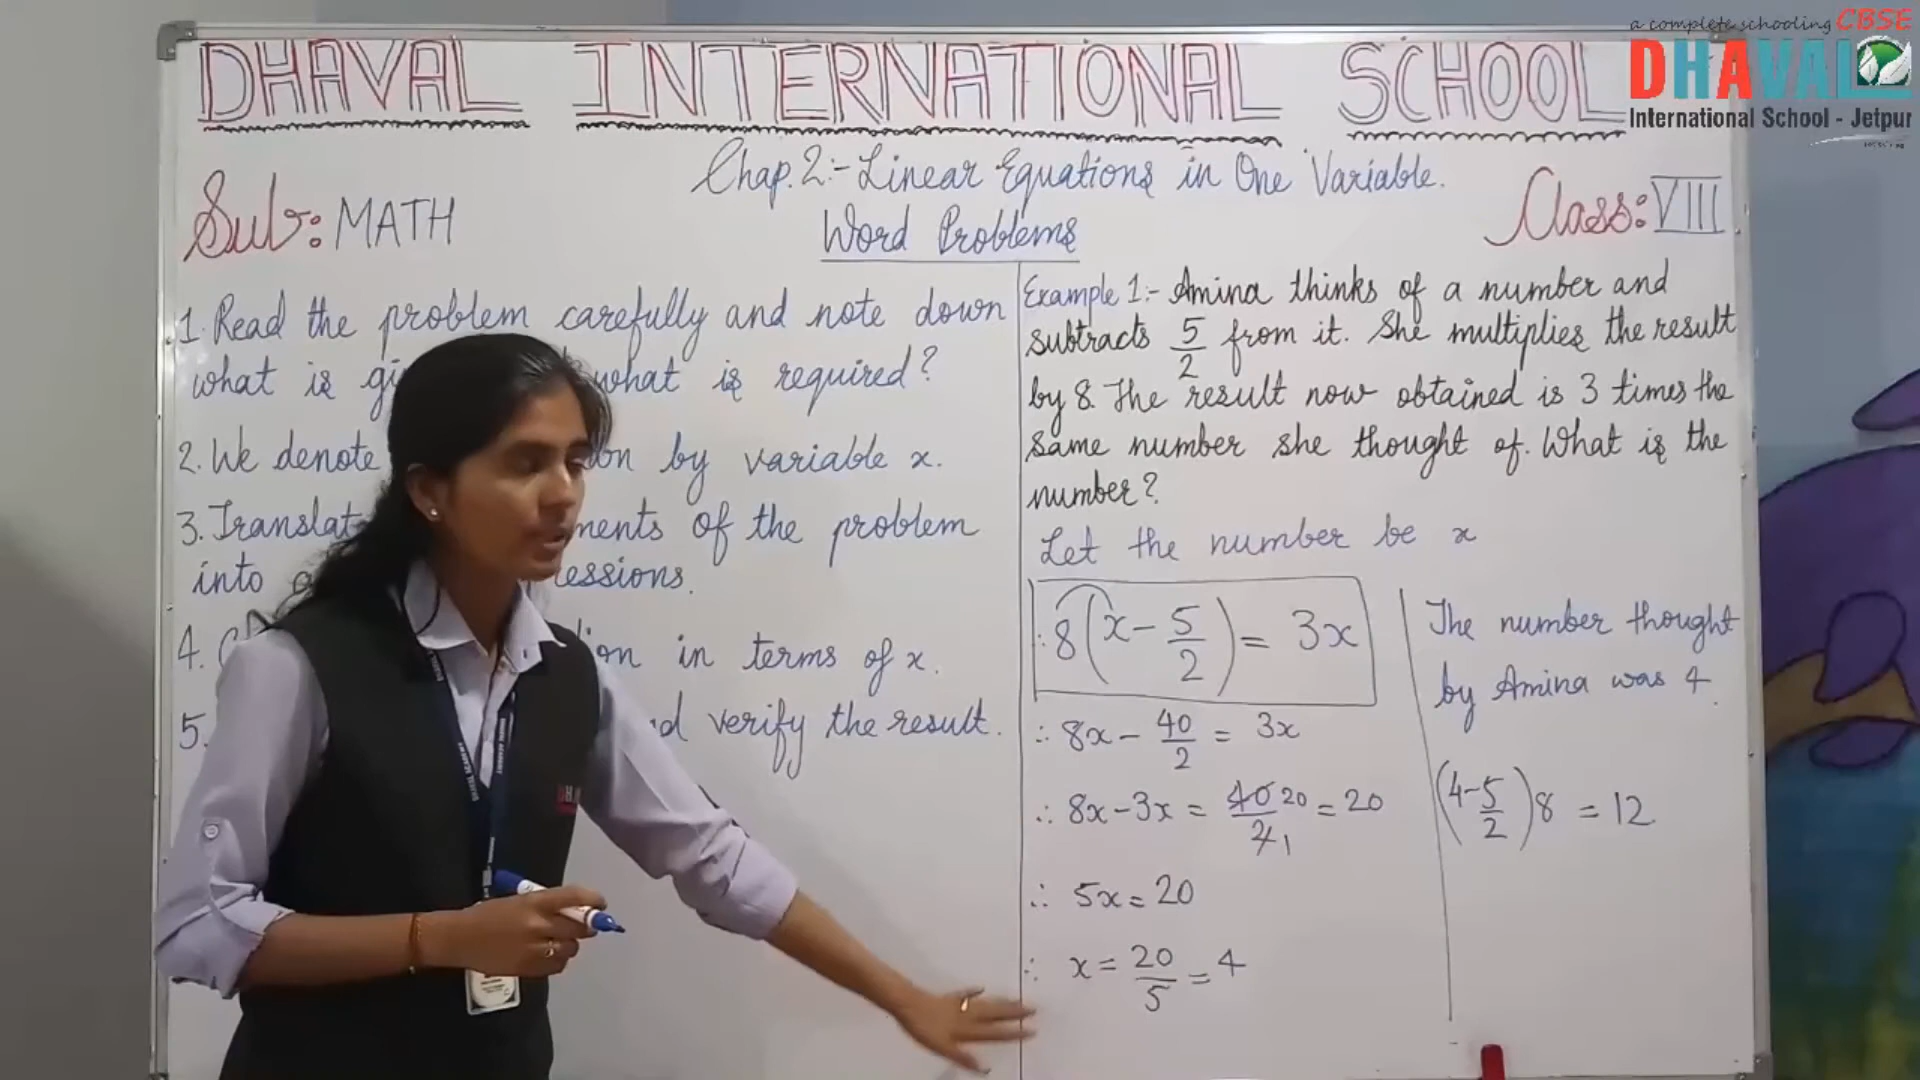 a complete schooling CBSE
DHAVAL
International School - Jetpur
DHAVAL INTERNATIONAL SCHOOL
Chap. 2:- Linear Equations in One Variable.
Sub: MATH
Word Problems
Class: VIII
1. Read the problem carefully and note down
what is what is required?
2. We denote by variable x.
3. of the problem
into
4. in terms of x.
5. verify the result.
Example 1:- Amina thinks of a number and
subtracts 5/2 from it. She multiplies the result
by 8. The result now obtained is 3 times the
same number she thought of. What is the
number?
Let the number be x
∴ 8(x - 5/2) = 3x
∴ 8x - 40/2 = 3x
∴ 8x - 3x = 40/2 20/1 = 20
∴ 5x = 20
∴ x = 20/5 = 4
The number thought
by Amina was 4.
(4 - 5/2) 8 = 12